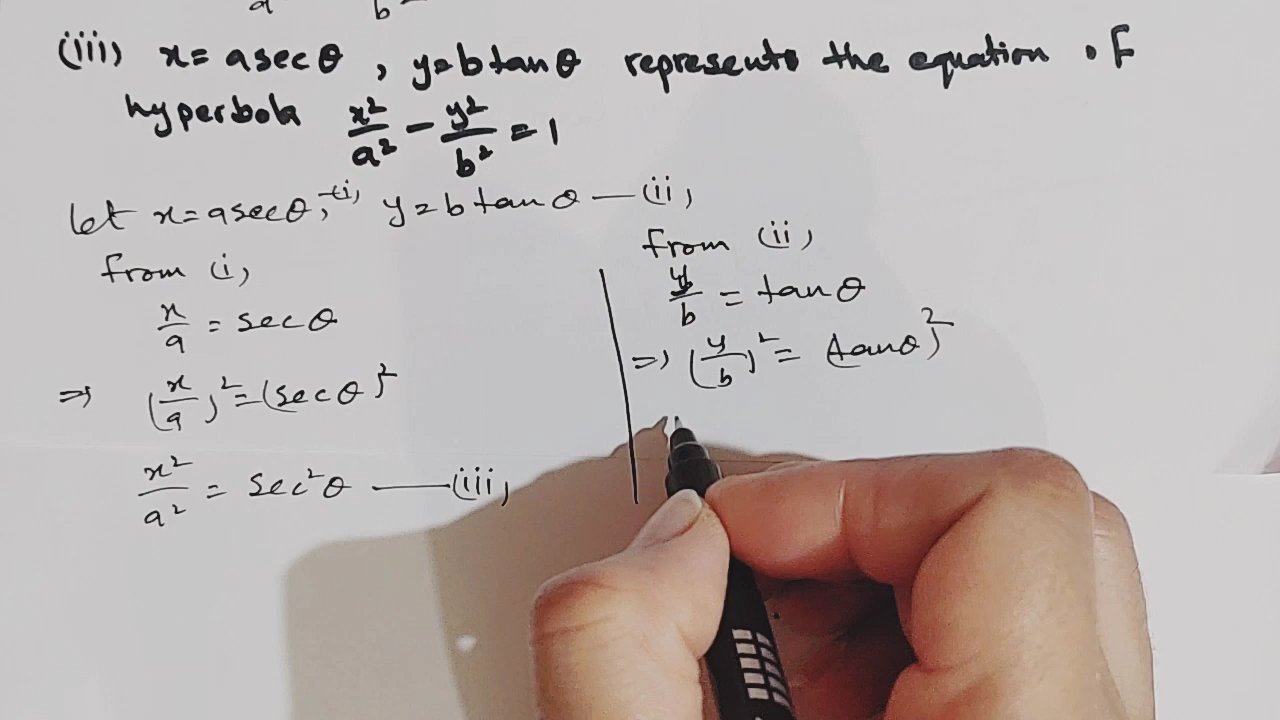 a b
(iii) x = a sec θ , y = b tan θ represents the equation of
hyperbola x²/a² - y²/b² = 1
let x = a sec θ, —(i) y = b tan θ —(ii)
from (i)
x/a = sec θ
⇒ (x/a)² = (sec θ)²
x²/a² = sec²θ —(iii)
from (ii)
y/b = tan θ
⇒ (y/b)² = (tan θ)²